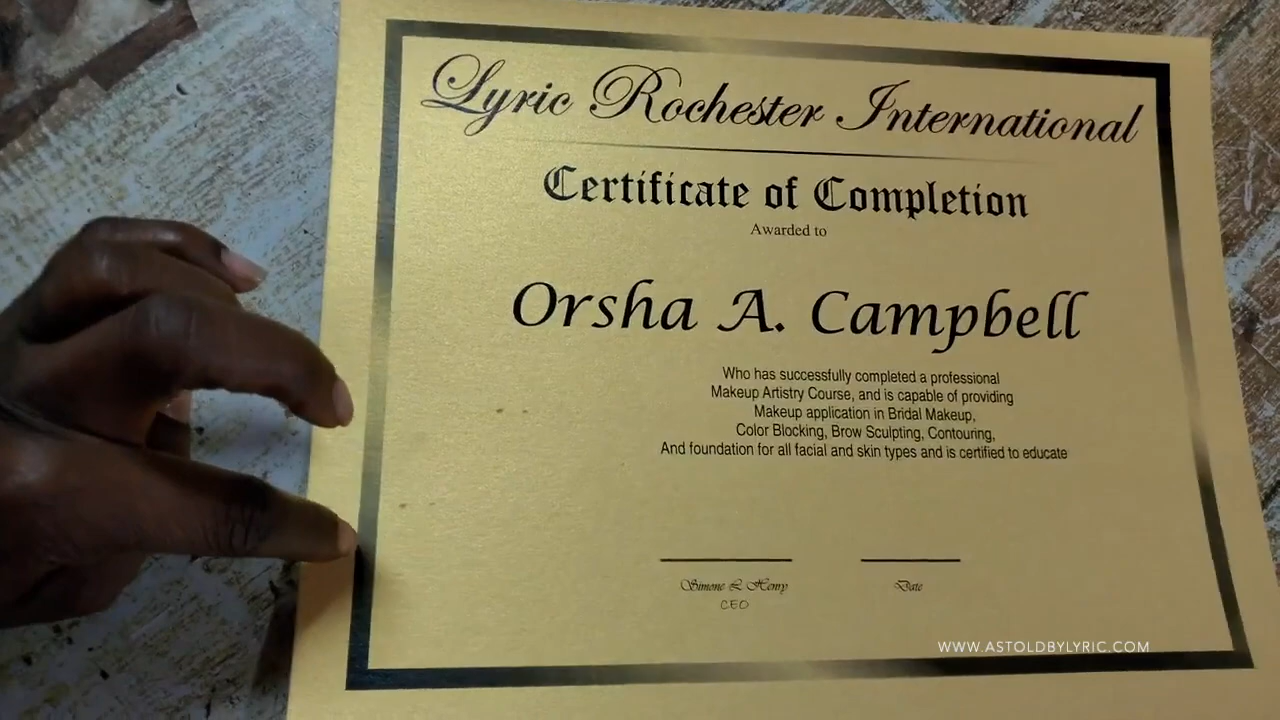 Lyric Rochester International
Certificate of Completion
Awarded to
Orsha A. Campbell
Who has successfully completed a professional
Makeup Artistry Course, and is capable of providing
Makeup application in Bridal Makeup,
Color Blocking, Brow Sculpting, Contouring,
And foundation for all facial and skin types and is certified to educate
Simone L Henry
CEO
Date
WWW.ASTOLDBYLYRIC.COM